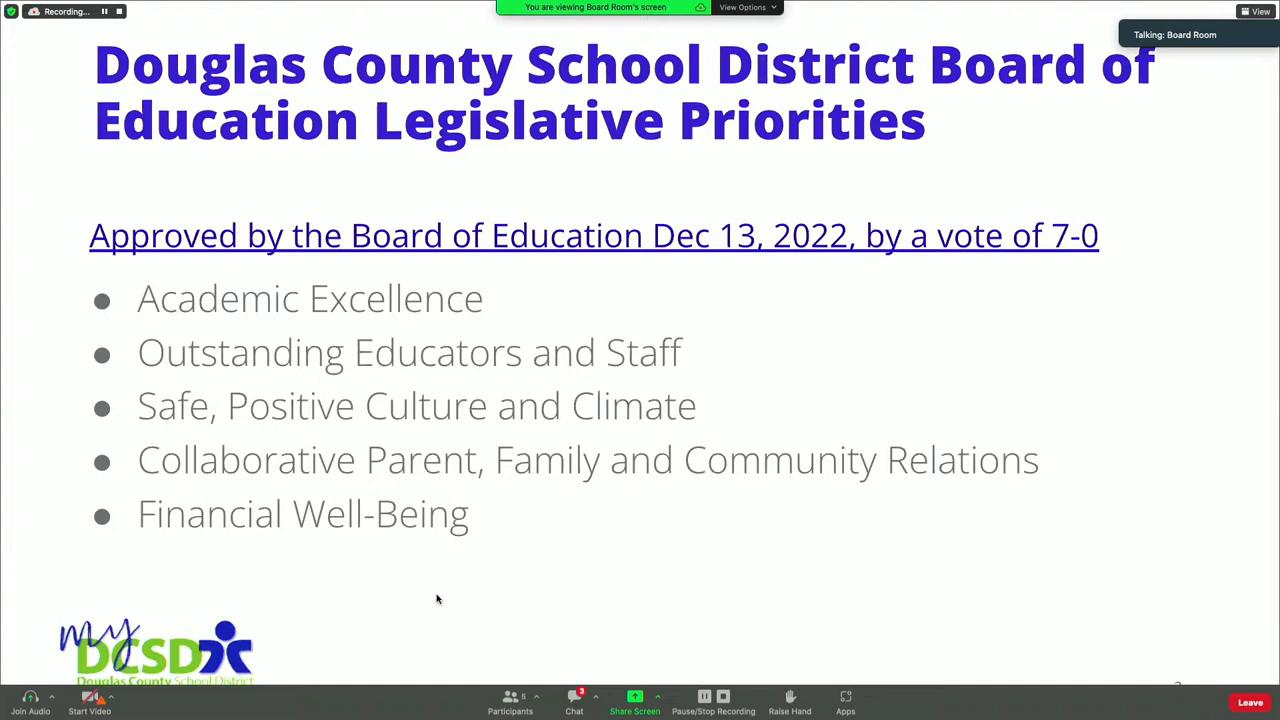 Recording...
You are viewing Board Room's screen
View Options
View
Talking: Board Room
Douglas County School District Board of
Education Legislative Priorities
Approved by the Board of Education Dec 13, 2022, by a vote of 7-0
● Academic Excellence
● Outstanding Educators and Staff
● Safe, Positive Culture and Climate
● Collaborative Parent, Family and Community Relations
● Financial Well-Being
my
DCSD
Douglas County School District
Join Audio
Start Video
5
Participants
3
Chat
Share Screen
Pause/Stop Recording
Raise Hand
Apps
Leave